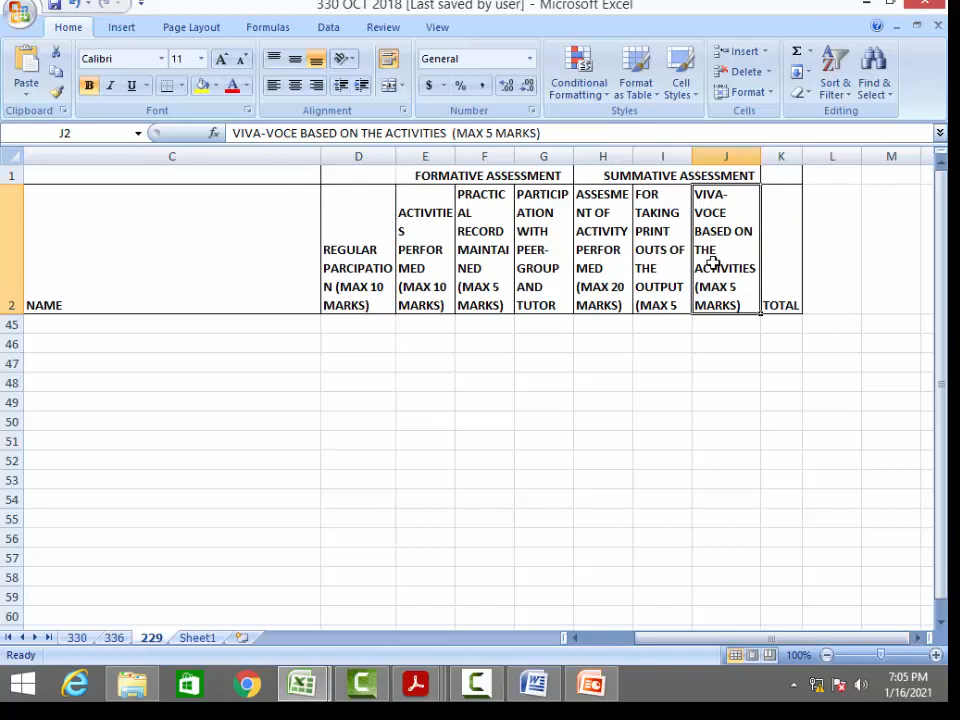 330 OCT 2018 [Last saved by user] - Microsoft Excel
Home Insert Page Layout Formulas Data Review View
Paste
Calibri 11
General
Conditional Formatting
Format as Table
Cell Styles
Insert
Delete
Format
Sort & Filter
Find & Select
Clipboard Font Alignment Number Styles Cells Editing
J2 fx VIVA-VOCE BASED ON THE ACTIVITIES (MAX 5 MARKS)
C D E F G H I J K L M
1 FORMATIVE ASSESSMENT SUMMATIVE ASSESSMENT
2
NAME
REGULAR
PARCIPATIO
N (MAX 10
MARKS)
ACTIVITIE
S
PERFOR
MED
(MAX 10
MARKS)
PRACTIC
AL
RECORD
MAINTAI
NED
(MAX 5
MARKS)
PARTICIP
ATION
WITH
PEER-
GROUP
AND
TUTOR
ASSESME
NT OF
ACTIVITY
PERFOR
MED
(MAX 20
MARKS)
FOR
TAKING
PRINT
OUTS OF
THE
OUTPUT
(MAX 5
VIVA-
VOCE
BASED ON
THE
ACTIVITIES
(MAX 5
MARKS)
TOTAL
45
46
47
48
49
50
51
52
53
54
55
56
57
58
59
60
330 336 229 Sheet1
Ready 100%
7:05 PM
1/16/2021